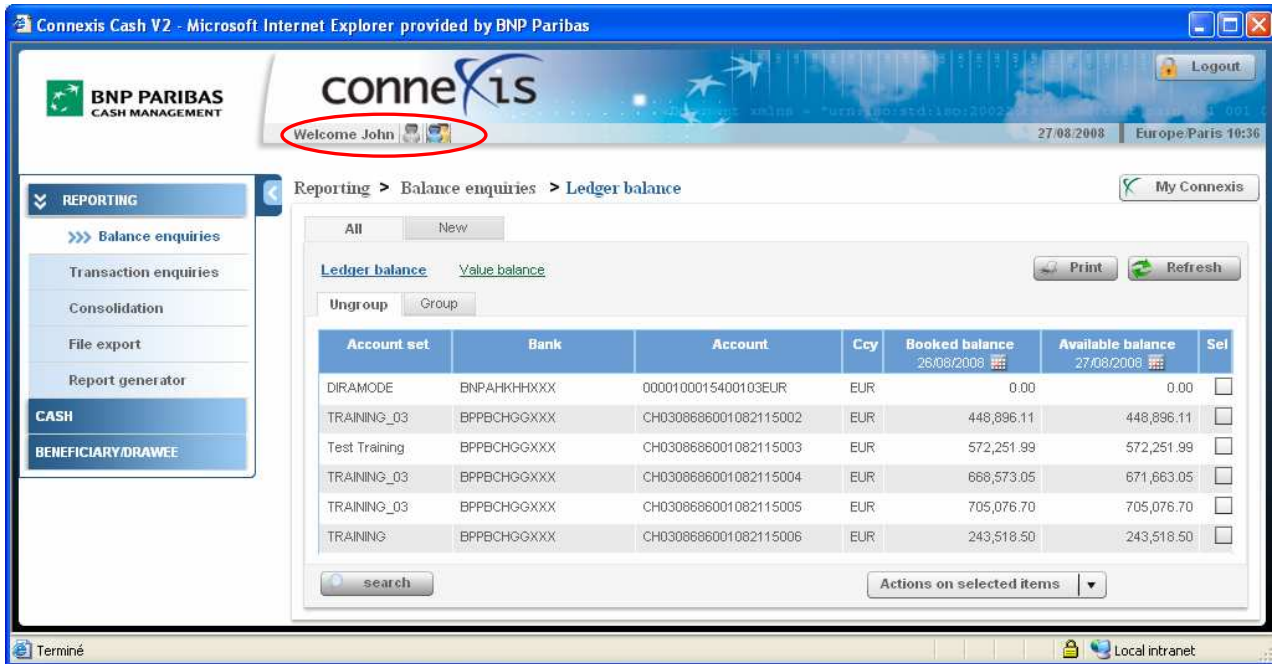 Connexis Cash V2 - Microsoft Internet Explorer provided by BNP Paribas
BNP PARIBAS
CASH MANAGEMENT
conneXis
Logout
Welcome John
27/08/2008 Europe/Paris 10:36
REPORTING
Balance enquiries
Transaction enquiries
Consolidation
File export
Report generator
CASH
BENEFICIARY/DRAWEE
Reporting > Balance enquiries > Ledger balance
My Connexis
All New
Ledger balance Value balance
Print Refresh
Ungroup Group
Account set Bank Account Ccy Booked balance Available balance Sel
26/08/2008 27/08/2008
DIRAMODE BNPAHKHHXXX 0000100015400103EUR EUR 0.00 0.00
TRAINING_03 BPPBCHGGXXX CH0308686001082115002 EUR 448,896.11 448,896.11
Test Training BPPBCHGGXXX CH0308686001082115003 EUR 572,251.99 572,251.99
TRAINING_03 BPPBCHGGXXX CH0308686001082115004 EUR 668,573.05 671,663.05
TRAINING_03 BPPBCHGGXXX CH0308686001082115005 EUR 705,076.70 705,076.70
TRAINING BPPBCHGGXXX CH0308686001082115006 EUR 243,518.50 243,518.50
search
Actions on selected items
Terminé
Local intranet